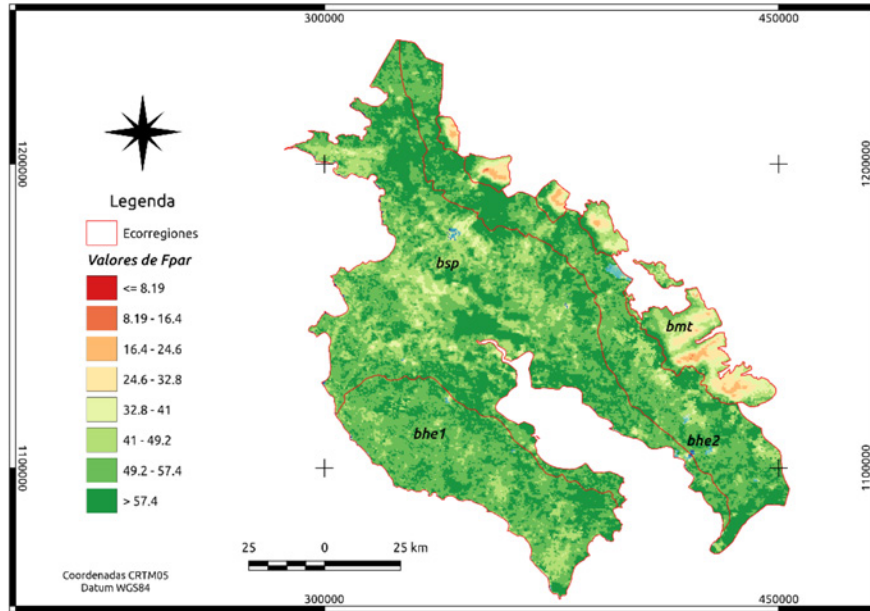 300000
450000
1200000
1200000
Legenda
Ecorregiones
Valores de Fpar
<= 8.19
8.19 - 16.4
16.4 - 24.6
24.6 - 32.8
32.8 - 41
41 - 49.2
49.2 - 57.4
> 57.4
bsp
bmt
bhe1
bhe2
1100000
1100000
25 0 25 km
Coordenadas CRTM05
Datum WGS84
300000
450000